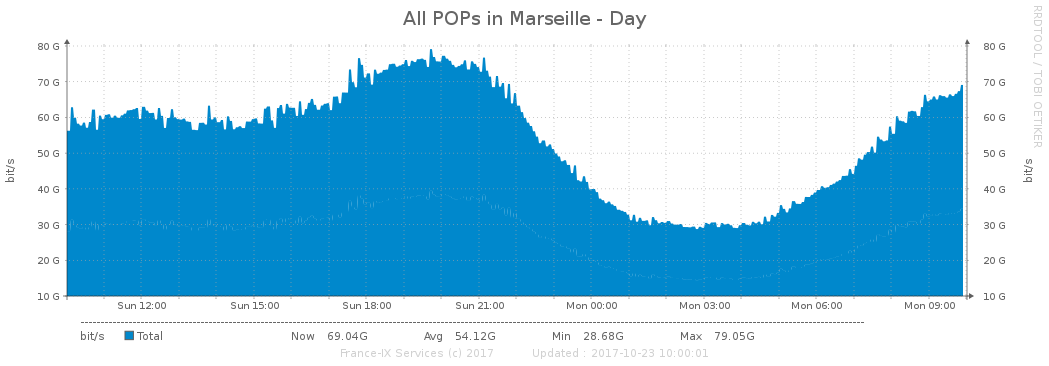 All POPs in Marseille - Day
RRDTOOL / TOBI OETIKER
bit/s
80 G 80 G
70 G 70 G
60 G 60 G
50 G 50 G
40 G 40 G
30 G 30 G
20 G 20 G
10 G 10 G
bit/s
Sun 12:00 Sun 15:00 Sun 18:00 Sun 21:00 Mon 00:00 Mon 03:00 Mon 06:00 Mon 09:00
bit/s Total Now 69.04G Avg 54.12G Min 28.68G Max 79.05G
France-IX Services (c) 2017 Updated : 2017-10-23 10:00:01